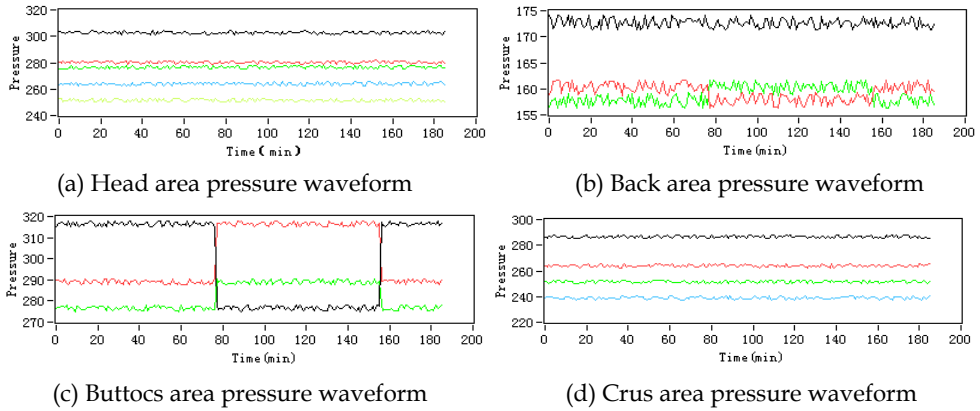 320
300
280
260
240
Pressure
0 20 40 60 80 100 120 140 160 180 200
Time( min)
(a) Head area pressure waveform
175
170
165
160
155
Pressure
0 20 40 60 80 100 120 140 160 180 200
Time(min)
(b) Back area pressure waveform
320
310
300
290
280
270
Pressure
0 20 40 60 80 100 120 140 160 180 200
Time(min)
(c) Buttocs area pressure waveform
300
280
260
240
220
Pressure
0 20 40 60 80 100 120 140 160 180 200
Time(min)
(d) Crus area pressure waveform